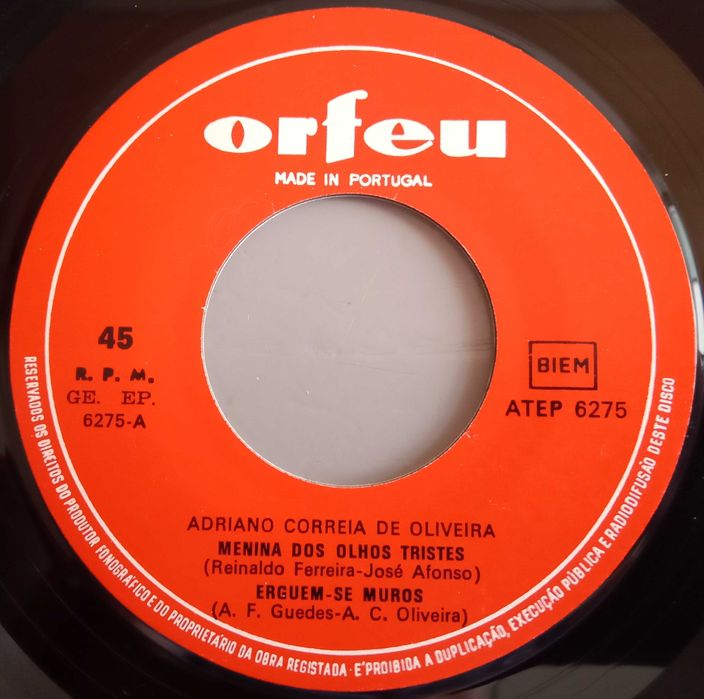 orfeu
MADE IN PORTUGAL
45
R. P. M.
GE. EP.
6275-A
BIEM
ATEP 6275
ADRIANO CORREIA DE OLIVEIRA
MENINA DOS OLHOS TRISTES
(Reinaldo Ferreira-José Afonso)
ERGUEM-SE MUROS
(A. F. Guedes-A. C. Oliveira)
RESERVADOS OS DIREITOS DO PRODUTOR FONOGRÁFICO E DO PROPRIETÁRIO DA OBRA REGISTADA - É PROIBIDA A DUPLICAÇÃO, EXECUÇÃO PÚBLICA E RADIODIFUSÃO DESTE DISCO